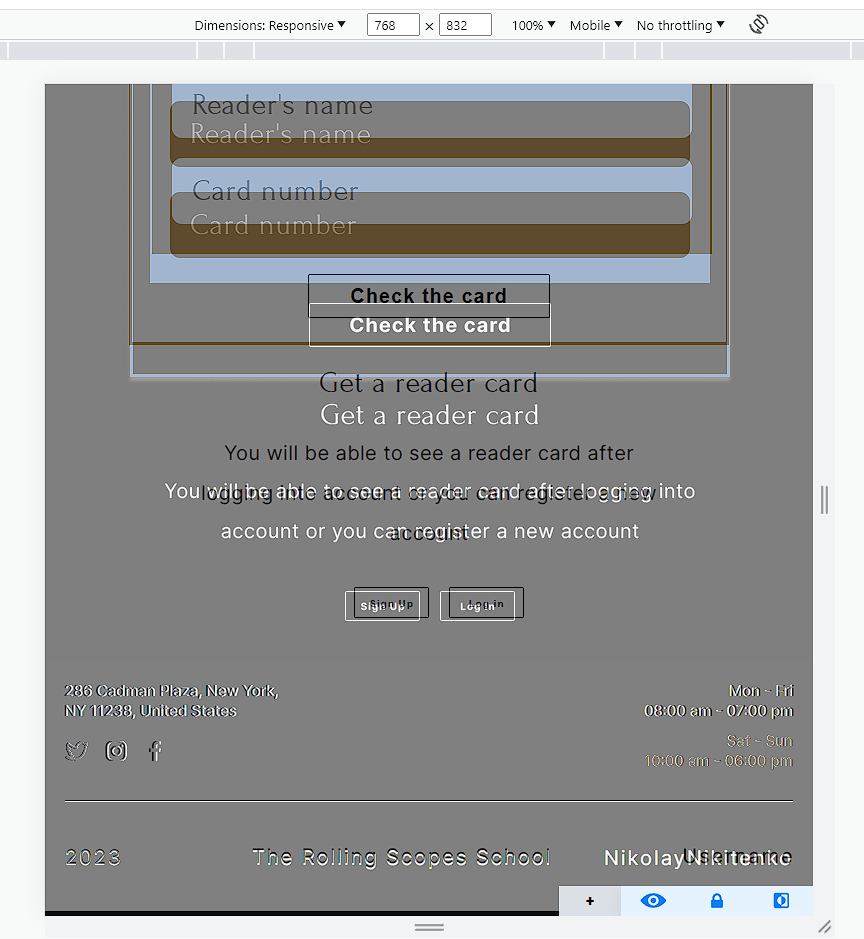 Dimensions: Responsive 768 × 832 100% Mobile No throttling
Reader's name
Reader's name
Card number
Card number
Check the card
Check the card
Get a reader card
Get a reader card
You will be able to see a reader card after
logging into account or you can register a new
You will be able to see a reader card after logging into
account
account or you can register a new account
Sign Up
Sign Up
Log in
Log in
286 Cadman Plaza, New York,
NY 11238, United States
Mon - Fri
08:00 am - 07:00 pm
Sat - Sun
10:00 am - 06:00 pm
2023 The Rolling Scopes School NikolayNikitenko
Username
+